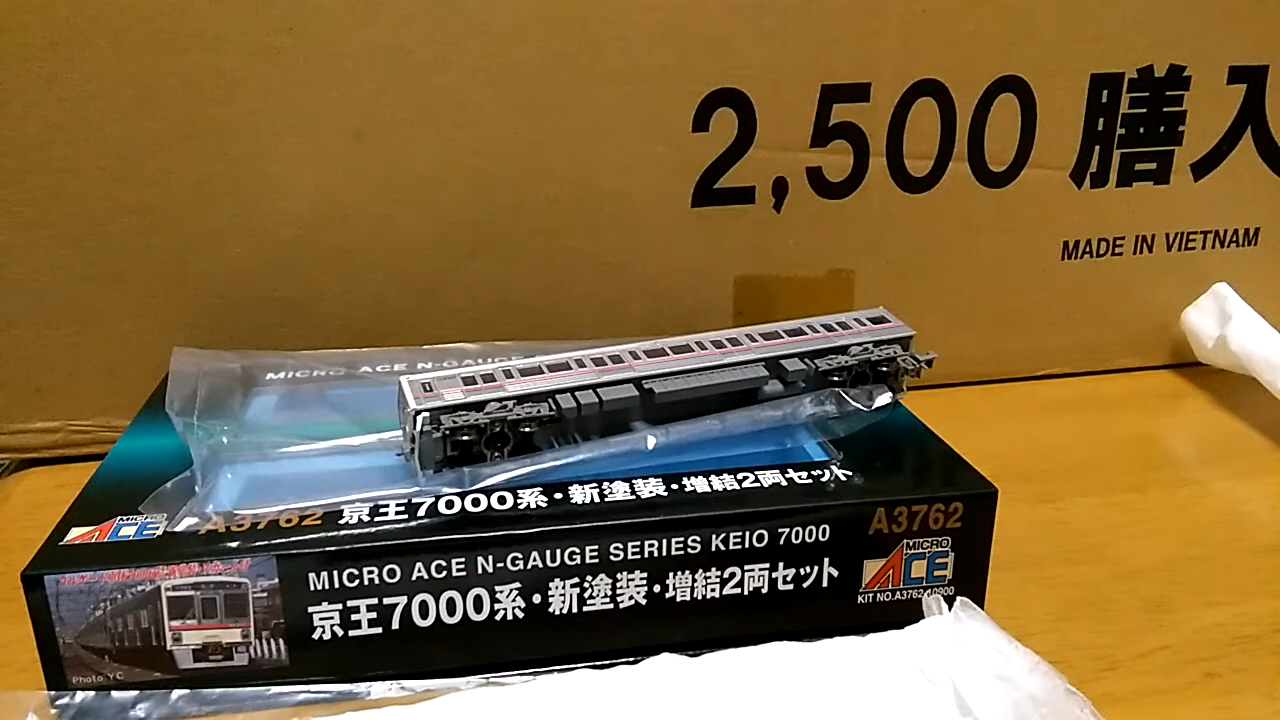 2,500 膳入
MADE IN VIETNAM
MICRO ACE N-GAUGE
MICRO ACE
A3762 京王7000系・新塗装・増結2両セット
A3762
MICRO ACE N-GAUGE SERIES KEIO 7000
京王7000系・新塗装・増結2両セット
MICRO ACE
KIT NO.A3762 10900
Photo Y.C